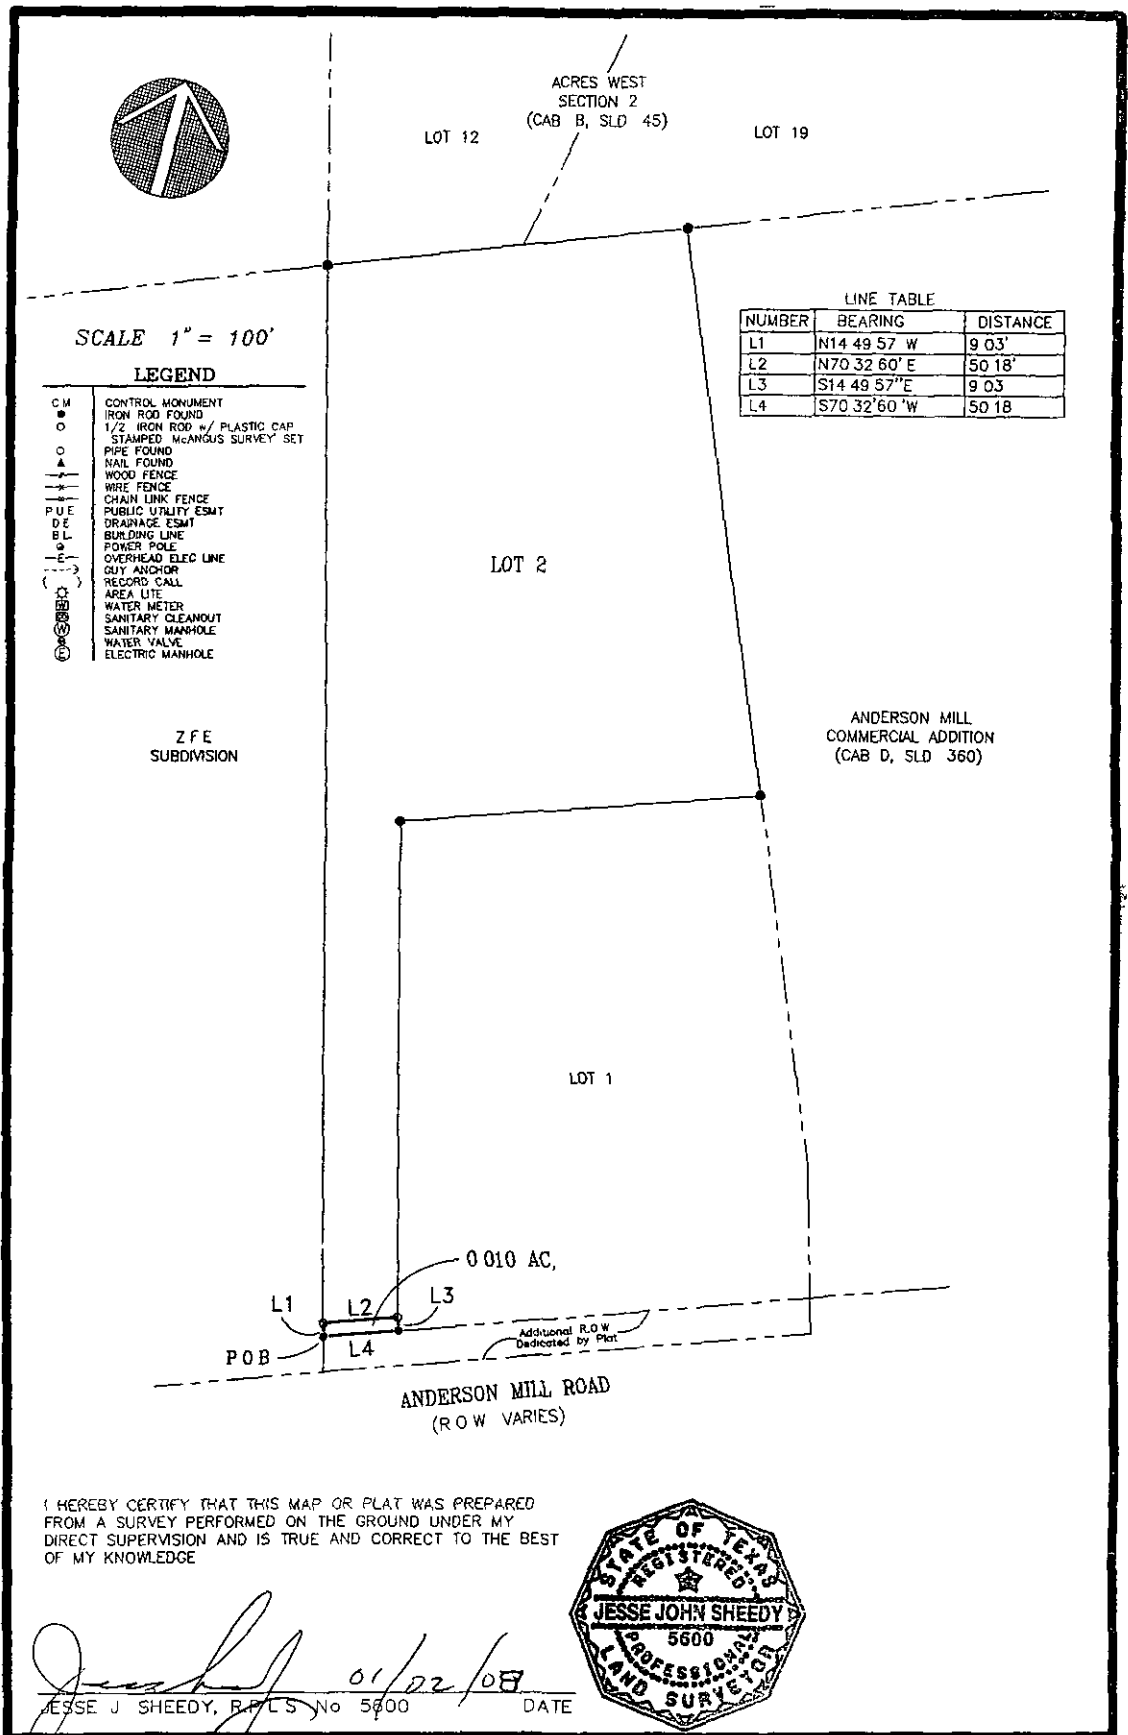 ACRES WEST
SECTION 2
(CAB B, SLD 45)
LOT 12
LOT 19
SCALE 1" = 100'
LINE TABLE
NUMBER BEARING DISTANCE
L1 N14 49 57 W 9 03'
L2 N70 32 60' E 50 18'
L3 S14 49 57"E 9 03
L4 S70 32'60 'W 50 18
LEGEND
C M CONTROL MONUMENT
IRON ROD FOUND
1/2 IRON ROD w/ PLASTIC CAP
STAMPED McANGUS SURVEY' SET
PIPE FOUND
NAIL FOUND
WOOD FENCE
WIRE FENCE
CHAIN LINK FENCE
P U E PUBLIC UTILITY ESMT
D E DRAINAGE ESMT
B L BUILDING LINE
POWER POLE
E OVERHEAD ELEC LINE
GUY ANCHOR
( ) RECORD CALL
AREA LITE
WATER METER
SANITARY CLEANOUT
W SANITARY MANHOLE
WATER VALVE
E ELECTRIC MANHOLE
LOT 2
Z F E
SUBDIVISION
ANDERSON MILL
COMMERCIAL ADDITION
(CAB D, SLD 360)
LOT 1
0 010 AC,
L1 L2 L3
P O B L4
Additional R.O W
Dedicated by Plat
ANDERSON MILL ROAD
(R O W VARIES)
I HEREBY CERTIFY THAT THIS MAP OR PLAT WAS PREPARED
FROM A SURVEY PERFORMED ON THE GROUND UNDER MY
DIRECT SUPERVISION AND IS TRUE AND CORRECT TO THE BEST
OF MY KNOWLEDGE
STATE OF TEXAS
REGISTERED
JESSE JOHN SHEEDY
5600
PROFESSIONAL
LAND SURVEYOR
01/02/08
JESSE J SHEEDY, R.P.L S No 5600 DATE